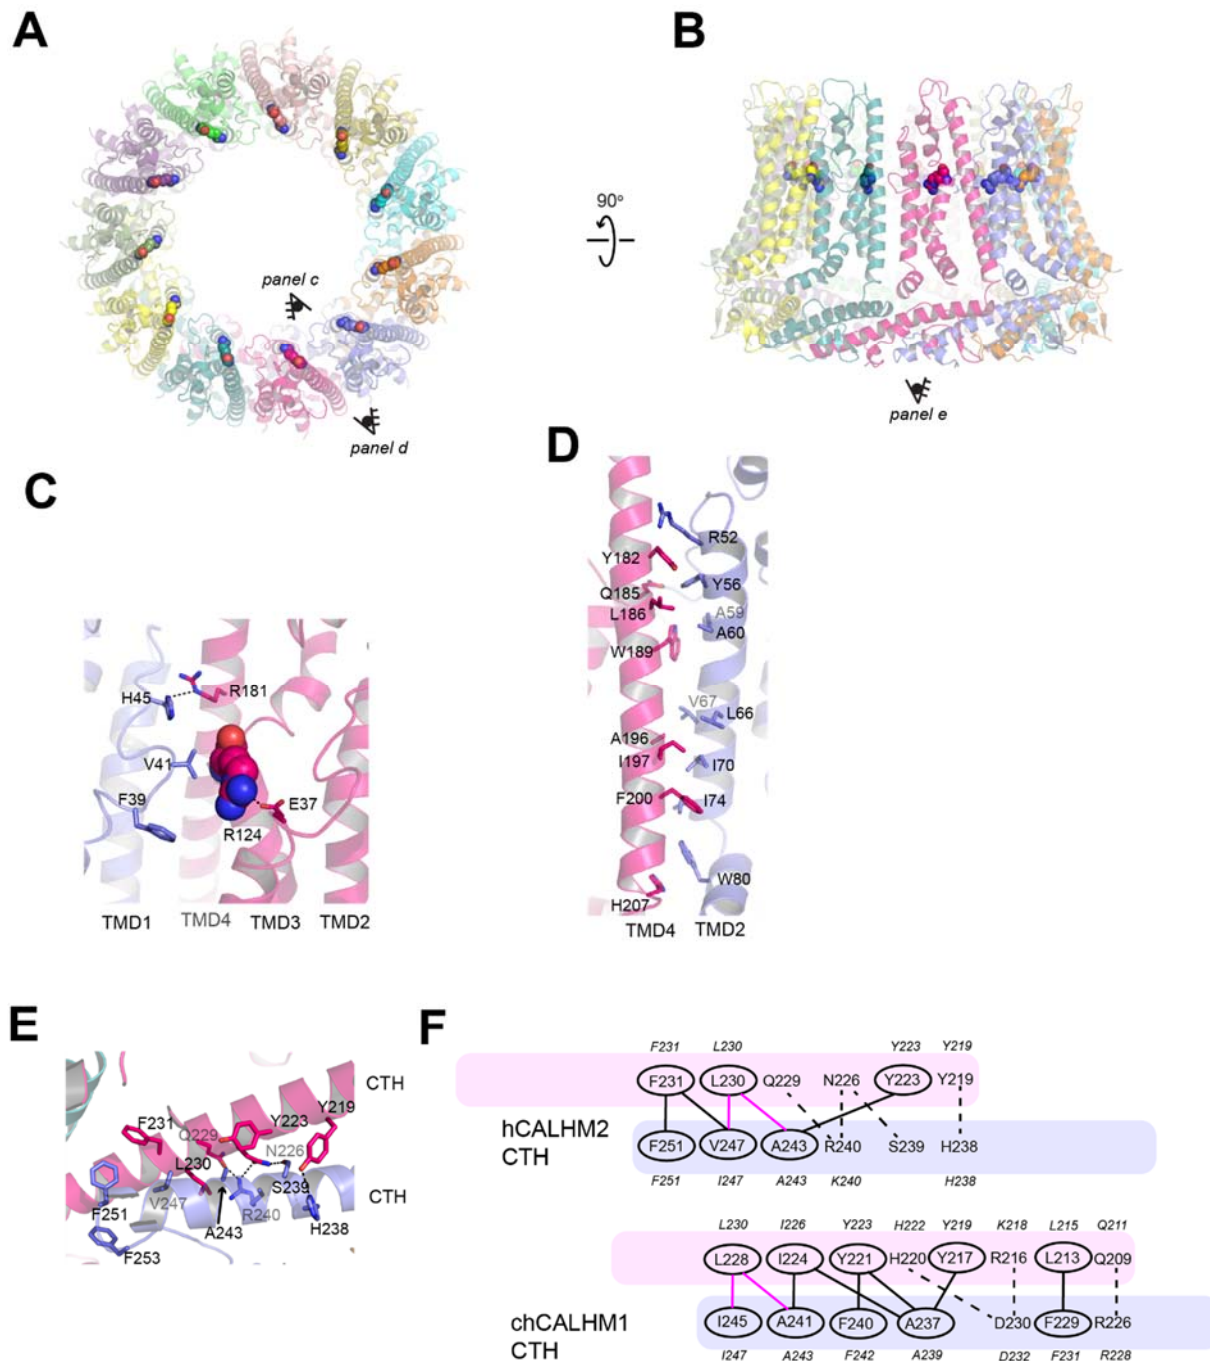 A
B
panel c
panel d
90°
panel e
C
H45
R181
V41
F39
E37
R124
TMD1 TMD4 TMD3 TMD2
D
R52
Y182
Y56
Q185
L186
A59
A60
W189
V67
L66
A196
I197
I70
F200
I74
W80
H207
TMD4 TMD2
E
CTH
F231
Y223
Y219
Q229
N226
L230
CTH
V247
S239
F251
R240
A243
H238
F253
F
F231 L230 Y223 Y219
F231 L230 Q229 N226 Y223 Y219
hCALHM2
CTH
F251 V247 A243 R240 S239 H238
F251 I247 A243 K240 H238
L230 I226 Y223 H222 Y219 K218 L215 Q211
L228 I224 Y221 H220 Y217 R216 L213 Q209
chCALHM1
CTH
I245 A241 F240 A237 D230 F229 R226
I247 A243 F242 A239 D232 F231 R228